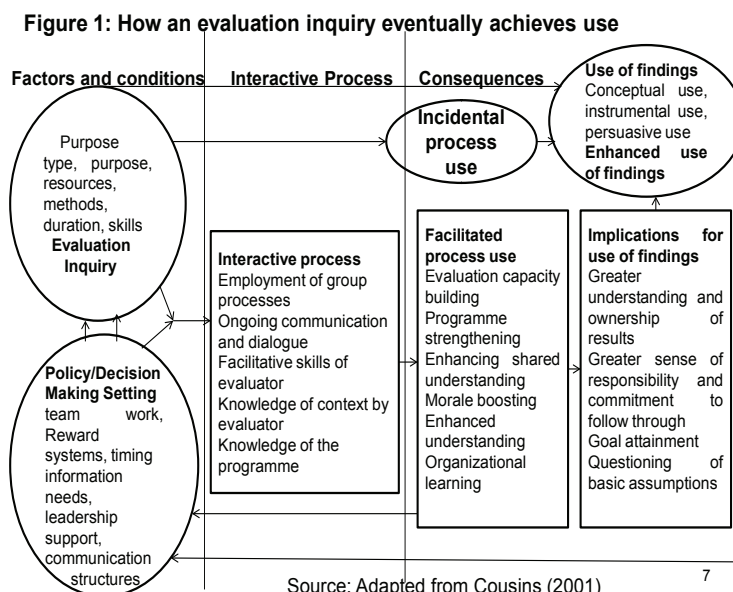 Figure 1: How an evaluation inquiry eventually achieves use
Factors and conditions
Interactive Process
Consequences
Purpose
type, purpose,
resources,
methods,
duration, skills
Evaluation
Inquiry
Policy/Decision
Making Setting
team work,
Reward
systems, timing
information
needs,
leadership
support,
communication
structures
Interactive process
Employment of group
processes
Ongoing communication
and dialogue
Facilitative skills of
evaluator
Knowledge of context by
evaluator
Knowledge of the
programme
Incidental
process
use
Facilitated
process use
Evaluation capacity
building
Programme
strengthening
Enhancing shared
understanding
Morale boosting
Enhanced
understanding
Organizational
learning
Use of findings
Conceptual use,
instrumental use,
persuasive use
Enhanced use
of findings
Implications for
use of findings
Greater
understanding and
ownership of
results
Greater sense of
responsibility and
commitment to
follow through
Goal attainment
Questioning of
basic assumptions
Source: Adapted from Cousins (2001)
7